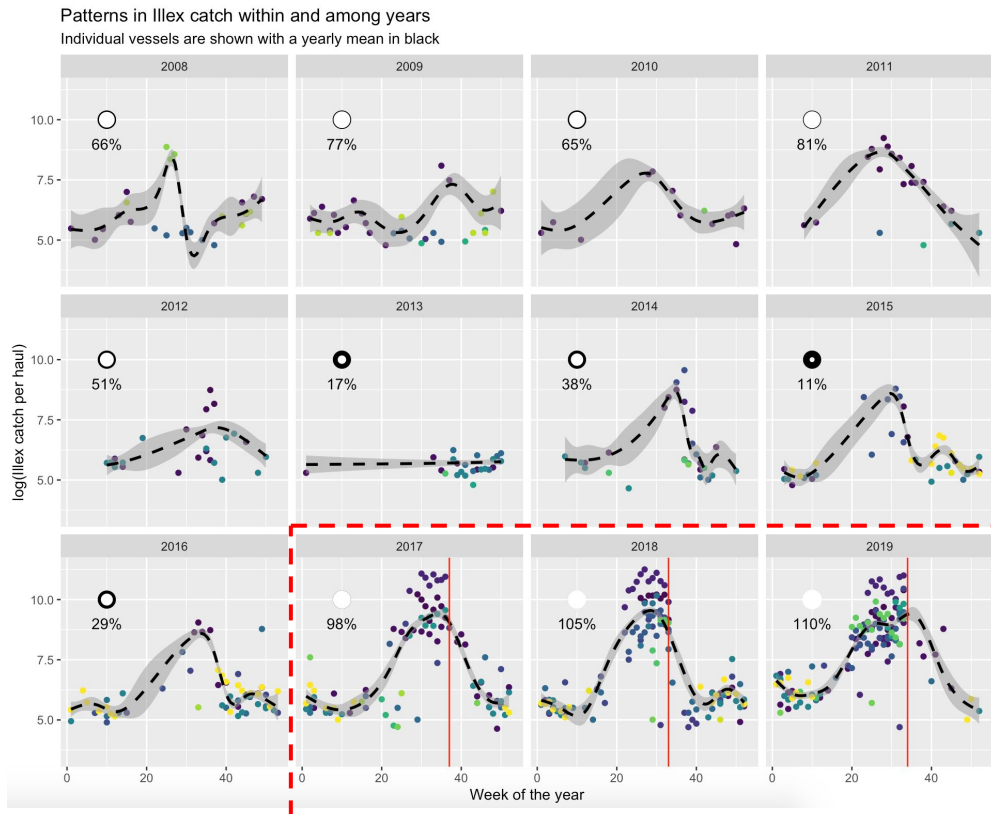 Patterns in Illex catch within and among years
Individual vessels are shown with a yearly mean in black
2008 2009 2010 2011
10.0
66% 77% 65% 81%
7.5
5.0
2012 2013 2014 2015
10.0
51% 17% 38% 11%
7.5
5.0
log(Illex catch per haul)
2016 2017 2018 2019
10.0
29% 98% 105% 110%
7.5
5.0
0 20 40 0 20 40 0 20 40 0 20 40
Week of the year